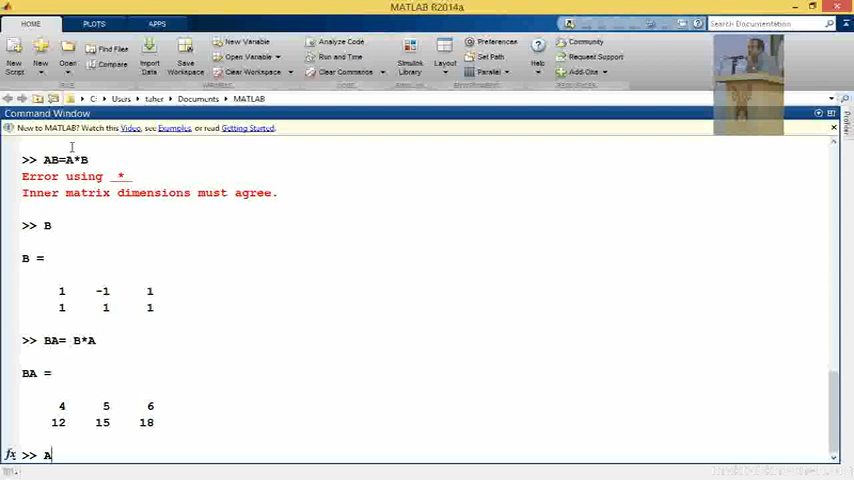 MATLAB R2014a
HOME PLOTS APPS
Search Documentation
New Script
New
Open
Find Files
Compare
Import Data
Save Workspace
New Variable
Open Variable
Clear Workspace
Analyze Code
Run and Time
Clear Commands
Simulink Library
Layout
Preferences
Set Path
Parallel
Help
Community
Request Support
Add-Ons
FILE
C: Users taher Documents MATLAB
Command Window
New to MATLAB? Watch this Video, see Examples, or read Getting Started.
>> AB=A*B
Error using *
Inner matrix dimensions must agree.
>> B
B =
1 -1 1
1 1 1
>> BA= B*A
BA =
4 5 6
12 15 18
fx >> A